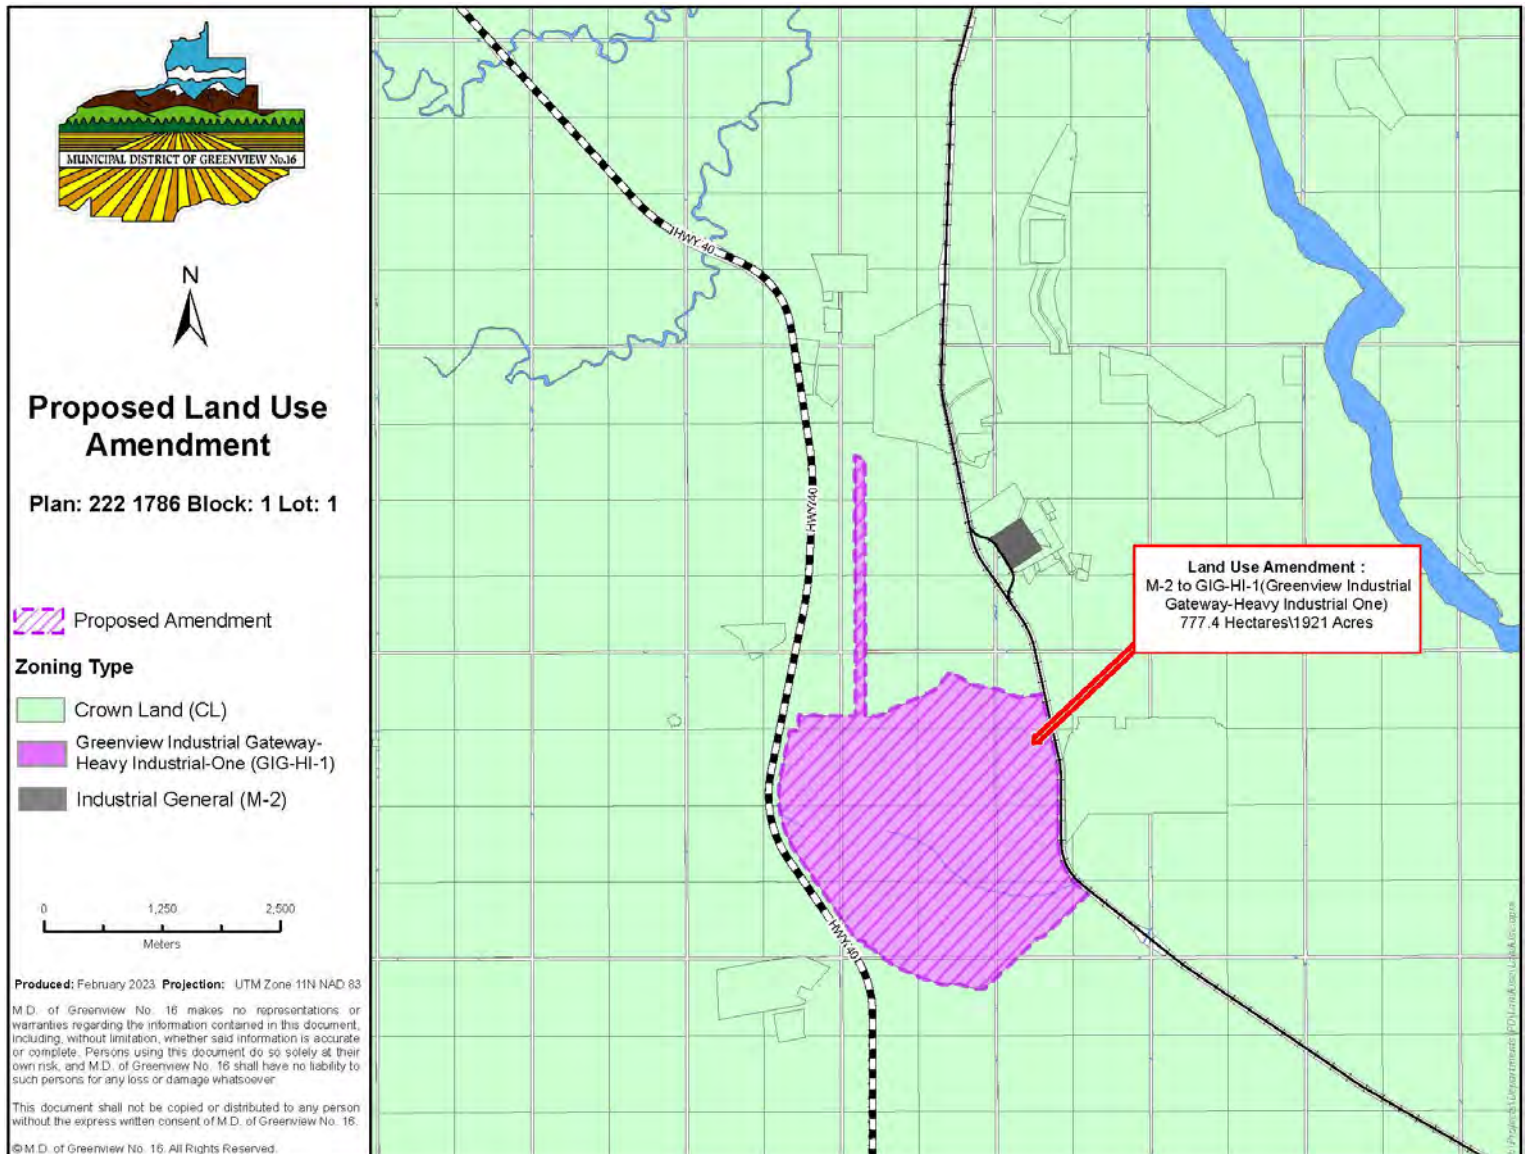 MUNICIPAL DISTRICT OF GREENVIEW No.16
N
Proposed Land Use
Amendment
Plan: 222 1786 Block: 1 Lot: 1
Proposed Amendment
Zoning Type
Crown Land (CL)
Greenview Industrial Gateway-
Heavy Industrial-One (GIG-HI-1)
Industrial General (M-2)
0 1,250 2,500
Meters
Produced: February 2023 Projection: UTM Zone 11N NAD 83
M.D. of Greenview No. 16 makes no representations or
warranties regarding the information contained in this document,
including, without limitation, whether said information is accurate
or complete. Persons using this document do so solely at their
own risk, and M.D. of Greenview No. 16 shall have no liability to
such persons for any loss or damage whatsoever
This document shall not be copied or distributed to any person
without the express written consent of M.D. of Greenview No. 16.
© M.D. of Greenview No. 16. All Rights Reserved.
HWY 40
HWY 40
HWY 40
Land Use Amendment :
M-2 to GIG-HI-1(Greenview Industrial
Gateway-Heavy Industrial One)
777.4 Hectares\1921 Acres